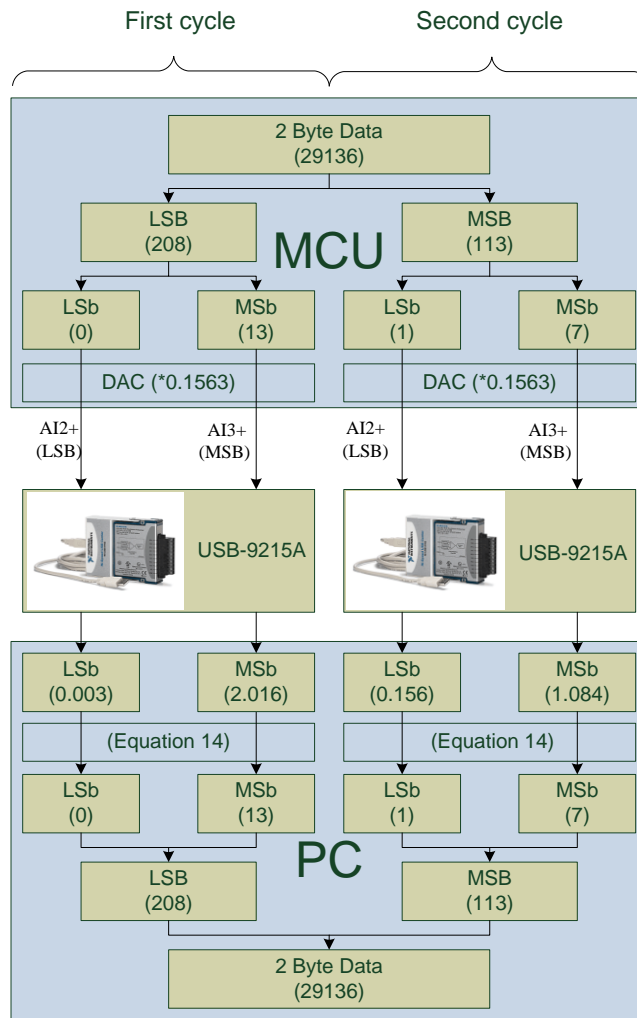 First cycle
Second cycle
2 Byte Data
(29136)
LSB
(208)
MSB
(113)
MCU
LSb
(0)
MSb
(13)
LSb
(1)
MSb
(7)
DAC (*0.1563)
DAC (*0.1563)
AI2+
(LSB)
AI3+
(MSB)
AI2+
(LSB)
AI3+
(MSB)
USB-9215A
USB-9215A
LSb
(0.003)
MSb
(2.016)
LSb
(0.156)
MSb
(1.084)
(Equation 14)
(Equation 14)
LSb
(0)
MSb
(13)
LSb
(1)
MSb
(7)
PC
LSB
(208)
MSB
(113)
2 Byte Data
(29136)